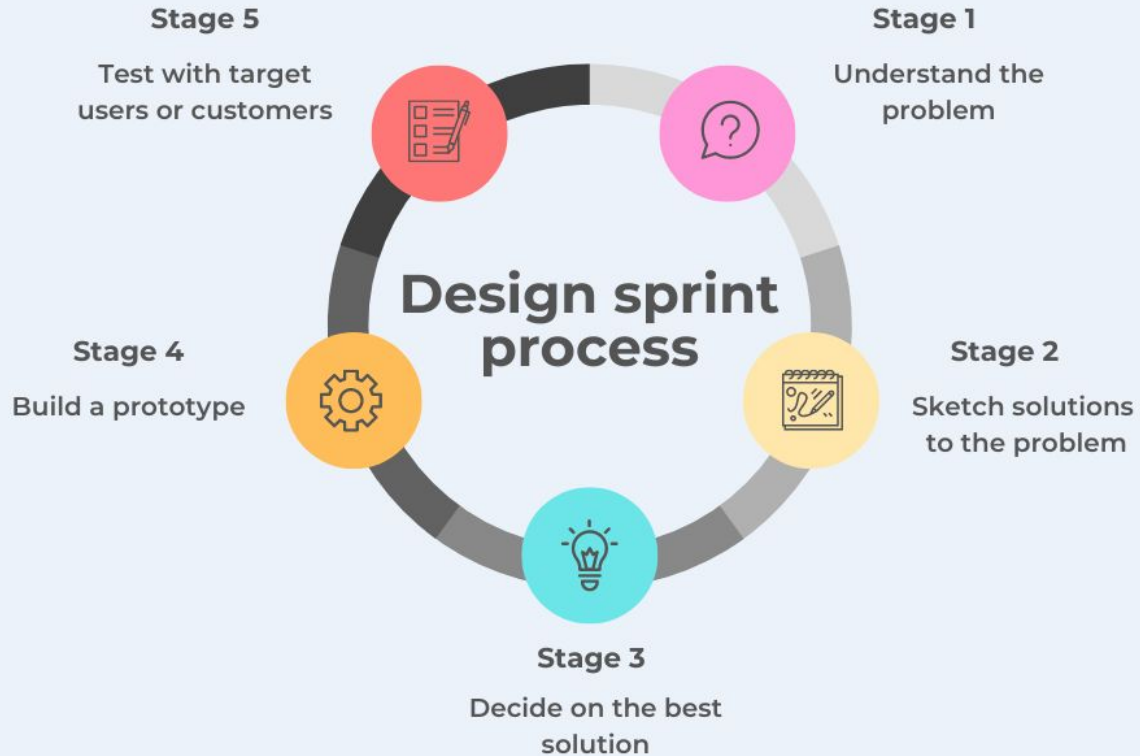 Design sprint
process
Stage 1
Understand the
problem
Stage 2
Sketch solutions
to the problem
Stage 3
Decide on the best
solution
Stage 4
Build a prototype
Stage 5
Test with target
users or customers